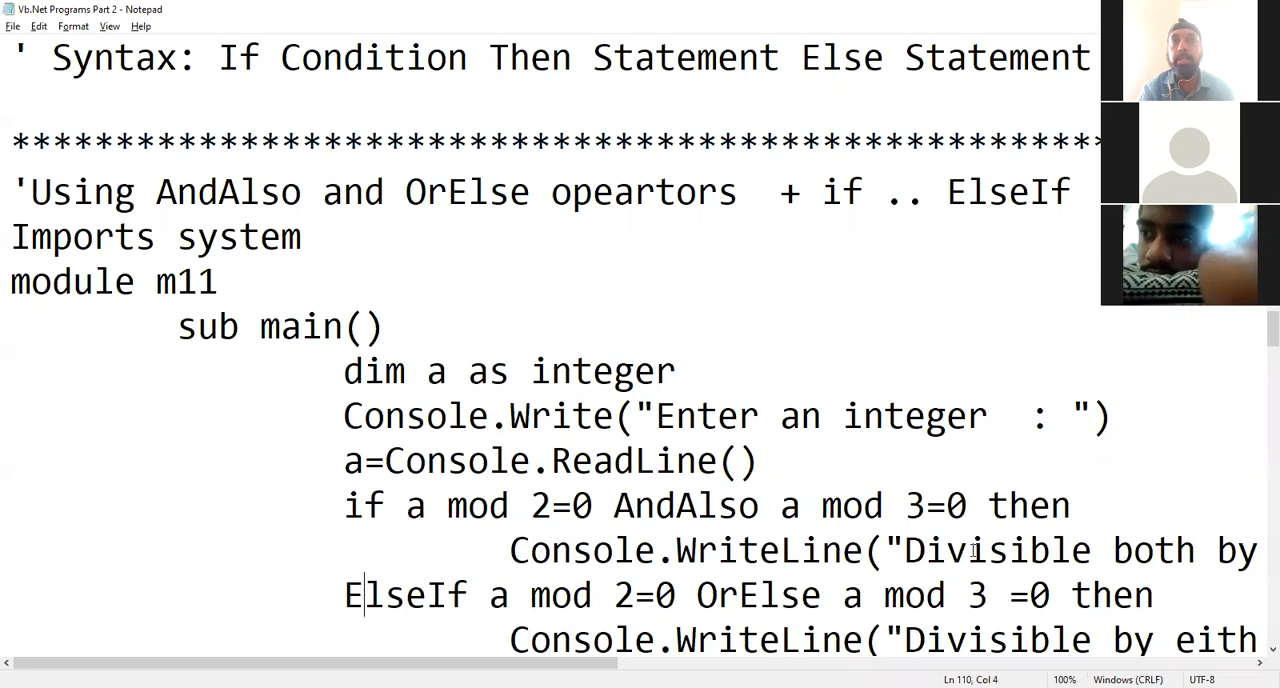 Vb.Net Programs Part 2 - Notepad
File Edit Format View Help
' Syntax: If Condition Then Statement Else Statement
*****************************************************
'Using AndAlso and OrElse opeartors  + if .. ElseIf
Imports system
module m11
sub main()
dim a as integer
Console.Write("Enter an integer  : ")
a=Console.ReadLine()
if a mod 2=0 AndAlso a mod 3=0 then
Console.WriteLine("Divisible both by
ElseIf a mod 2=0 OrElse a mod 3 =0 then
Console.WriteLine("Divisible by eith
Ln 110, Col 4 100% Windows (CRLF) UTF-8